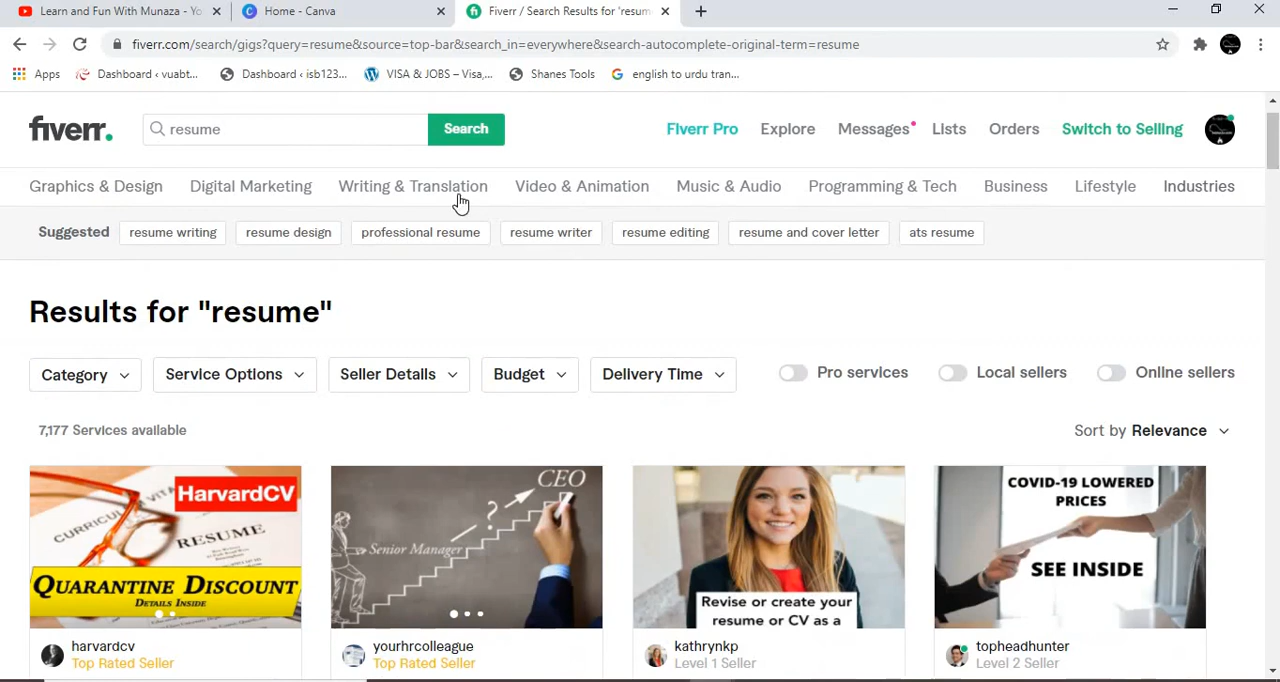 Learn and Fun With Munaza - Yo
Home - Canva
Fiverr / Search Results for 'resum
fiverr.com/search/gigs?query=resume&source=top-bar&search_in=everywhere&search-autocomplete-original-term=resume
Apps
Dashboard ‹ vuabt...
Dashboard ‹ isb123...
VISA & JOBS – Visa,...
Shanes Tools
english to urdu tran...
fiverr.
resume
Search
Fiverr Pro
Explore
Messages
Lists
Orders
Switch to Selling
Graphics & Design
Digital Marketing
Writing & Translation
Video & Animation
Music & Audio
Programming & Tech
Business
Lifestyle
Industries
Suggested
resume writing
resume design
professional resume
resume writer
resume editing
resume and cover letter
ats resume
Results for "resume"
Category
Service Options
Seller Details
Budget
Delivery Time
Pro services
Local sellers
Online sellers
7,177 Services available
Sort by Relevance
HarvardCV
RESUME
QUARANTINE DISCOUNT
DETAILS INSIDE
CEO
?
Senior Manager
Revise or create your
resume or CV as a
COVID-19 LOWERED
PRICES
SEE INSIDE
harvardcv
Top Rated Seller
yourhrcolleague
Top Rated Seller
kathrynkp
Level 1 Seller
topheadhunter
Level 2 Seller